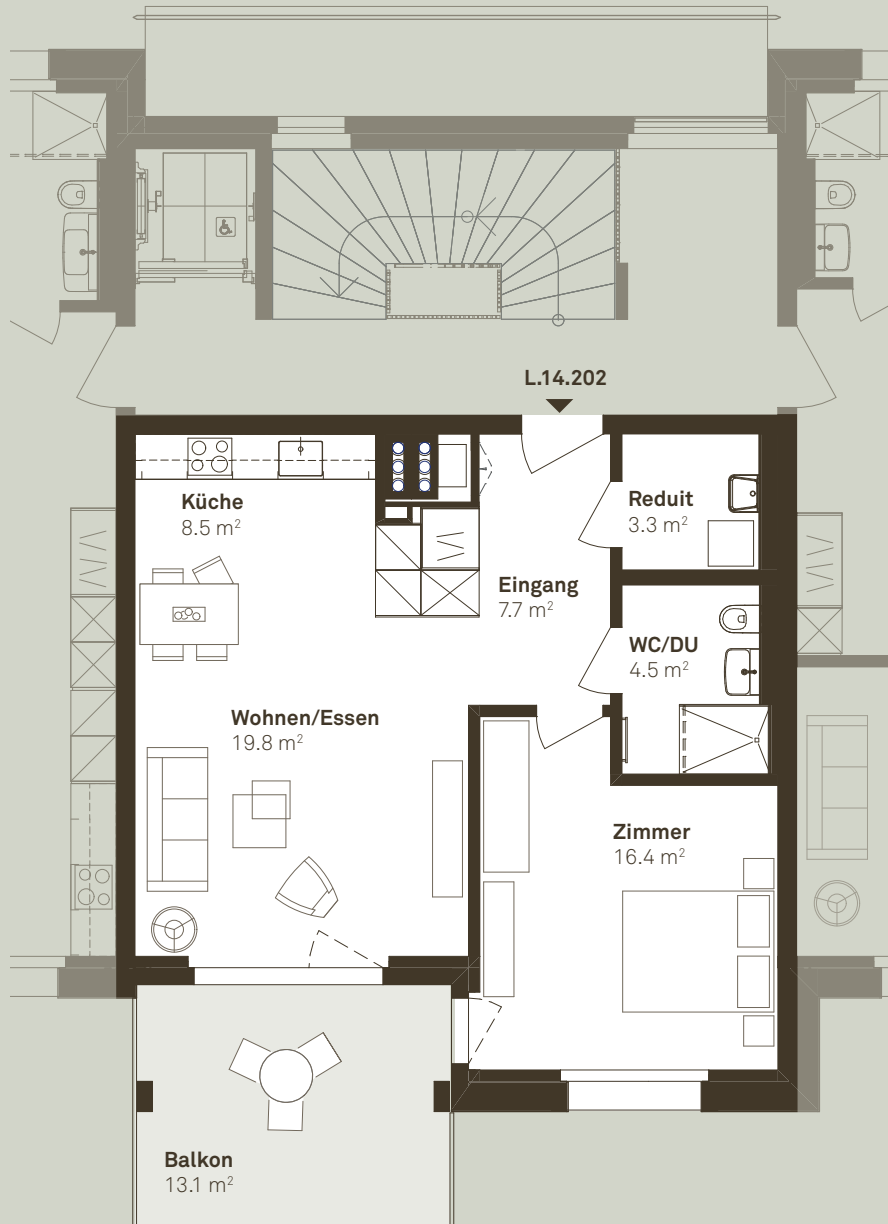 L.14.202
Küche
8.5 m²
Reduit
3.3 m²
Eingang
7.7 m²
WC/DU
4.5 m²
Wohnen/Essen
19.8 m²
Zimmer
16.4 m²
Balkon
13.1 m²